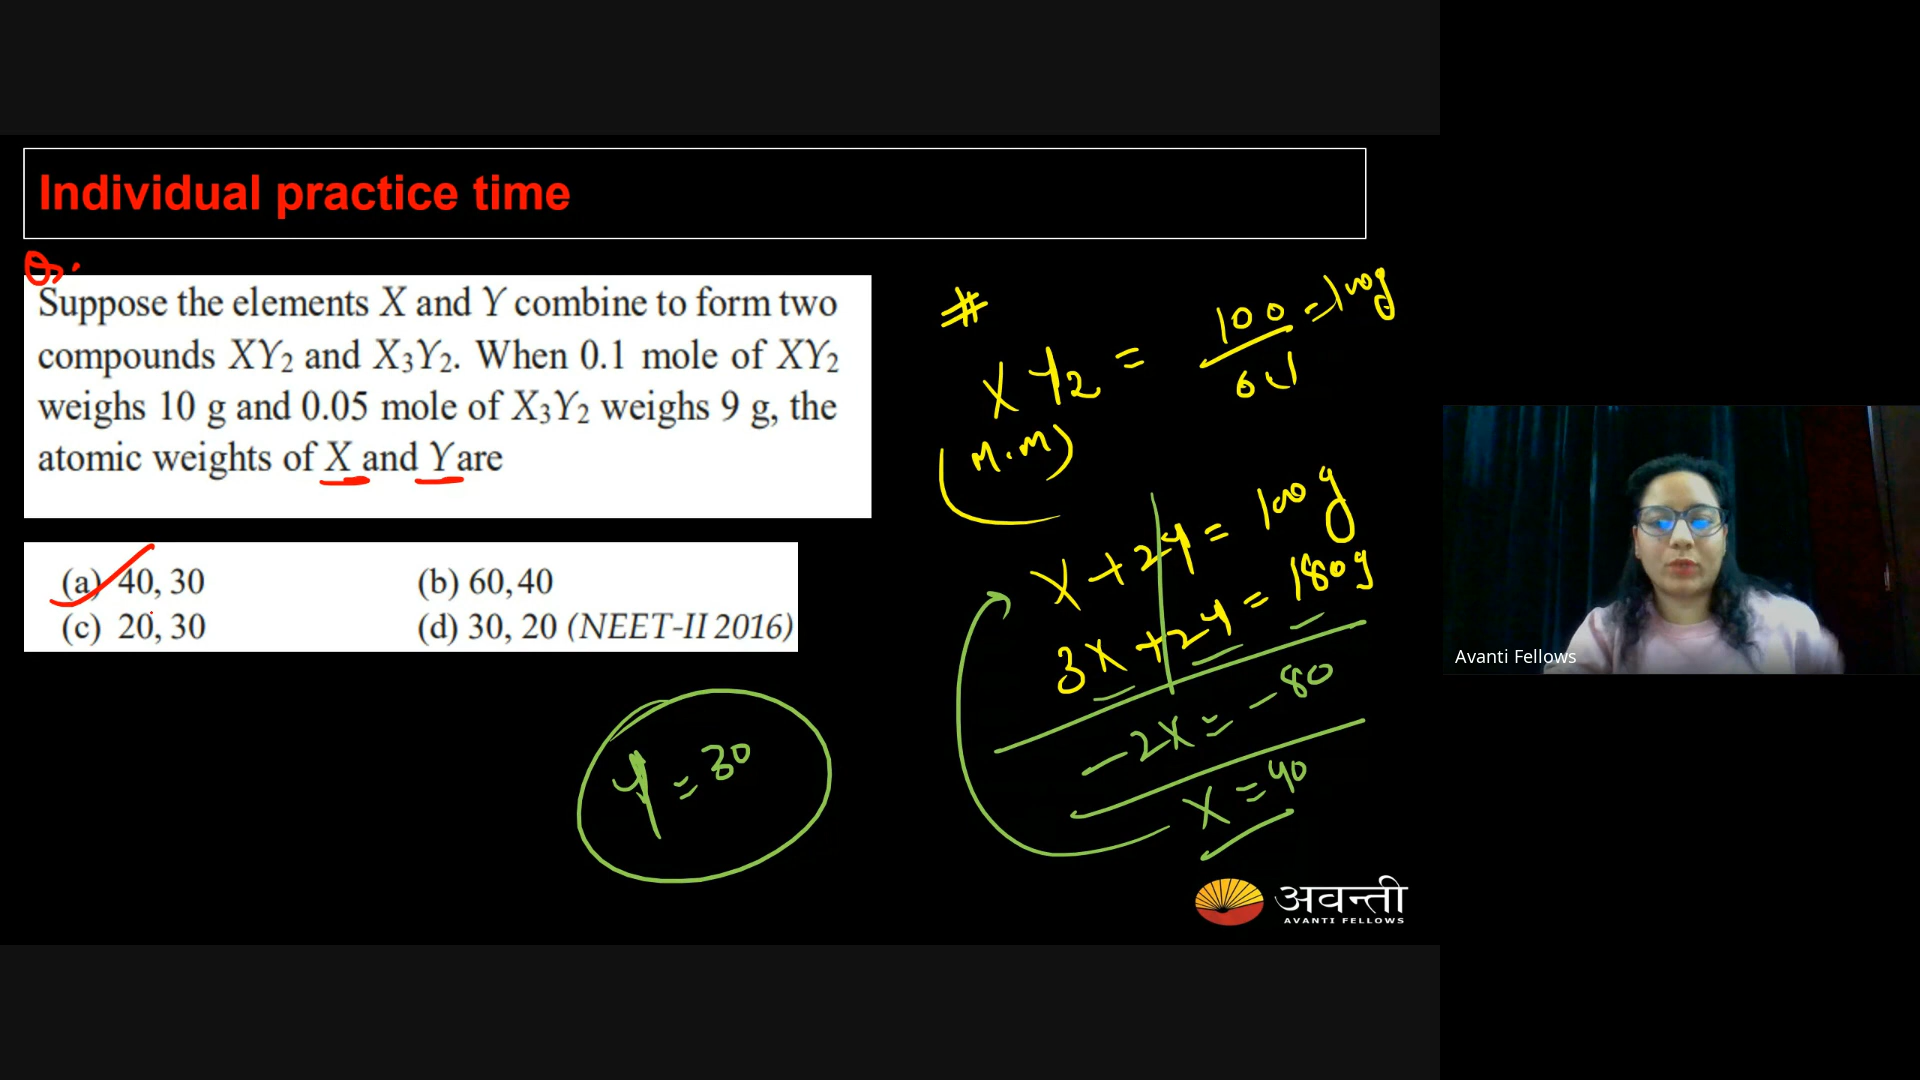 Individual practice time
Q.
Suppose the elements X and Y combine to form two
compounds XY₂ and X₃Y₂. When 0.1 mole of XY₂
weighs 10 g and 0.05 mole of X₃Y₂ weighs 9 g, the
atomic weights of X and Y are
(a) 40, 30 (b) 60, 40
(c) 20, 30 (d) 30, 20 (NEET-II 2016)
#
XY₂ = 100/0.1 = 100g
(M.M)
X + 2Y = 100g
3X + 2Y = 180g
-2X = -80
X = 40
Y = 30
Avanti Fellows
अवन्ती
AVANTI FELLOWS